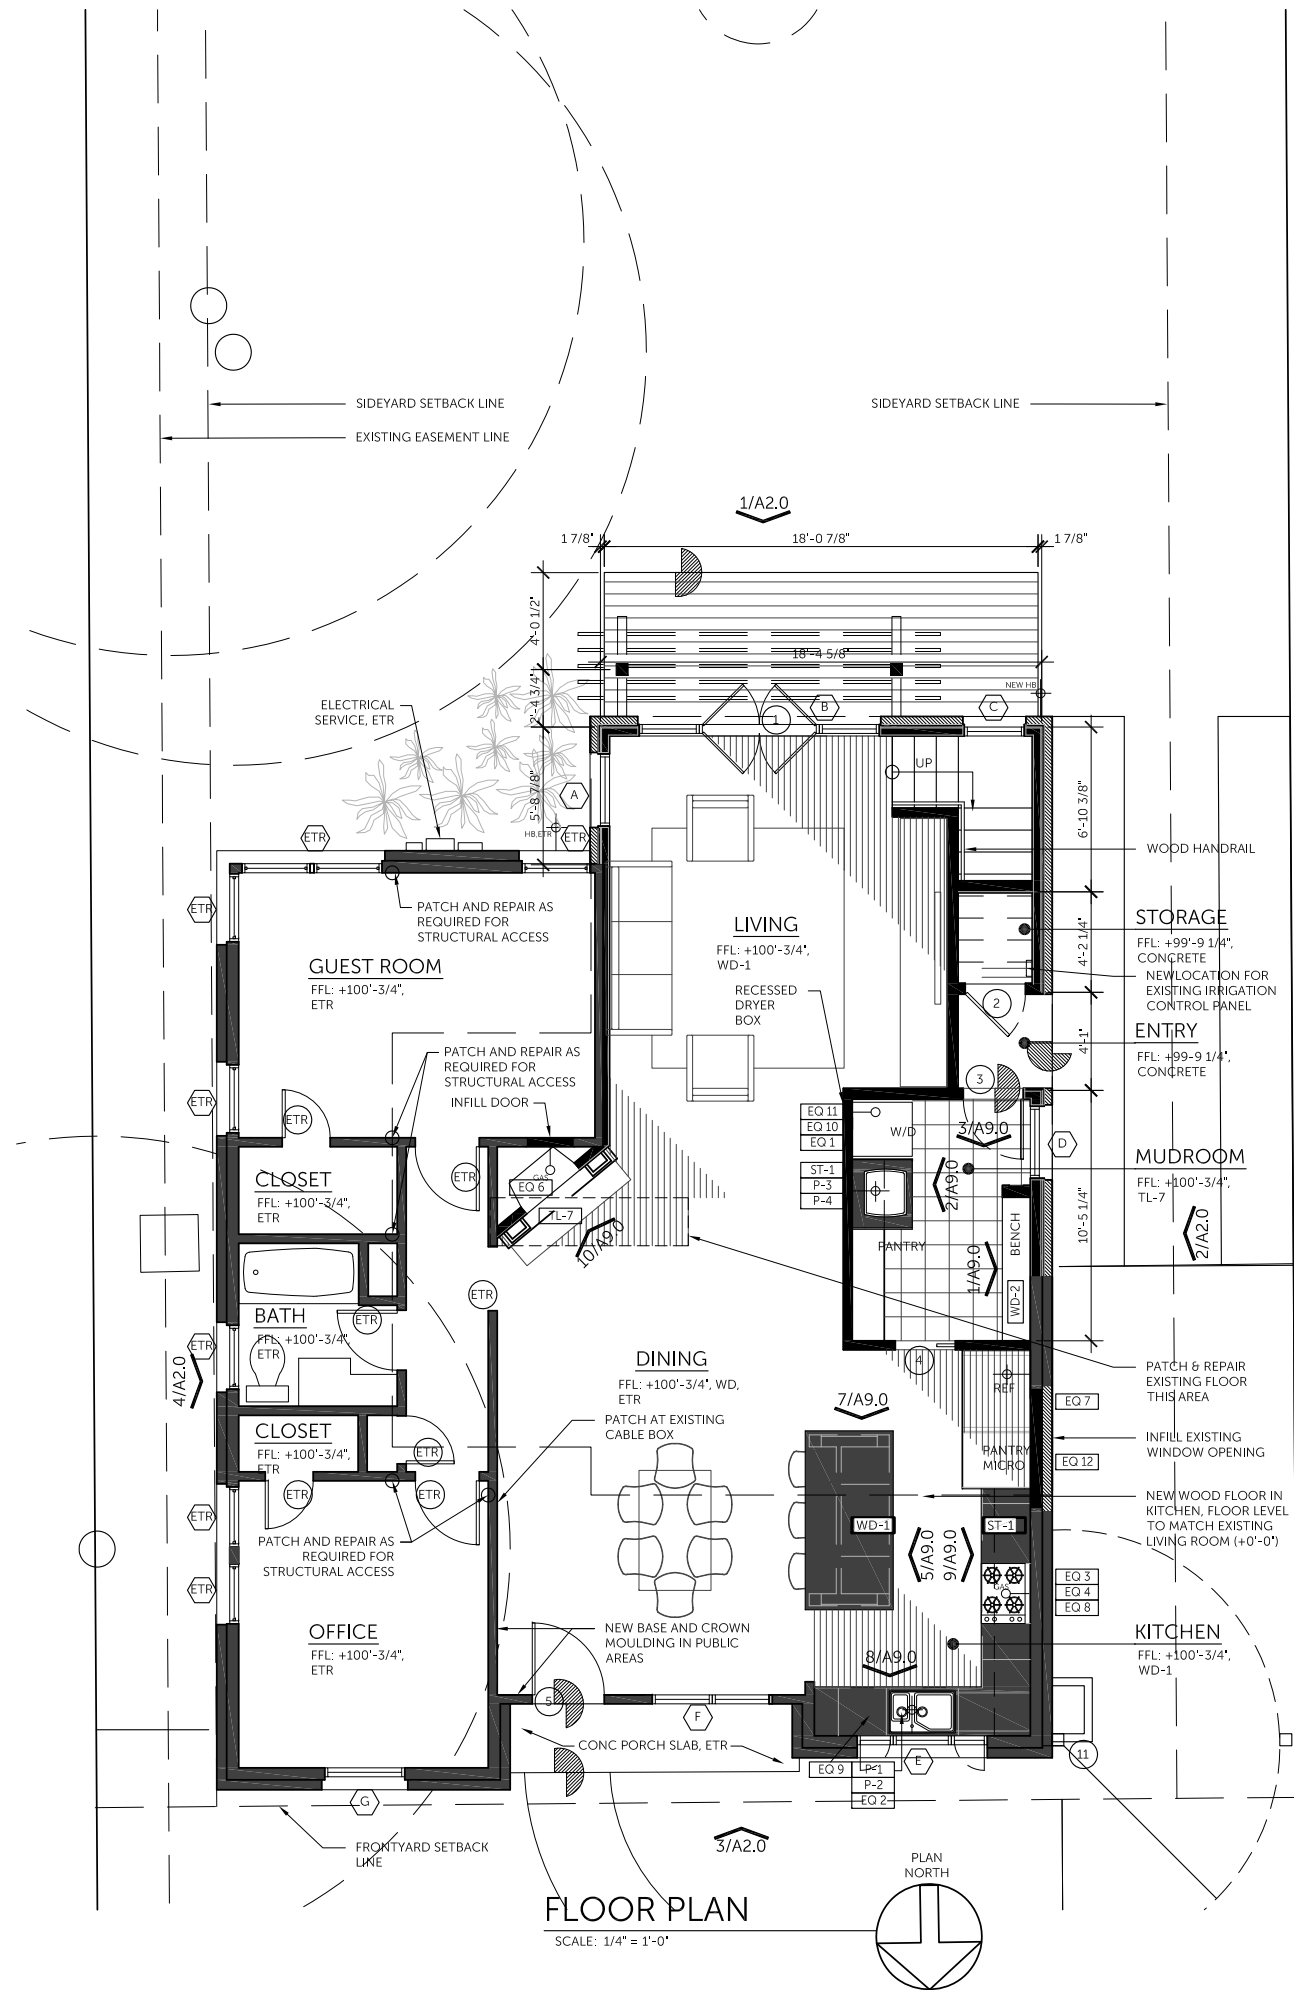 SIDEYARD SETBACK LINE
SIDEYARD SETBACK LINE
EXISTING EASEMENT LINE
1/A2.0
1 7/8"
18'-0 7/8"
1 7/8"
4'-0 1/2"
18'-4 5/8"
2'-4 3/4"
NEW HB
ELECTRICAL
SERVICE, ETR
1
B
C
5'-8 7/8"
A
UP
6'-10 3/8"
HB,ETR
ETR
ETR
WOOD HANDRAIL
ETR
PATCH AND REPAIR AS
REQUIRED FOR
STRUCTURAL ACCESS
LIVING
FFL: +100'-3/4",
WD-1
STORAGE
FFL: +99'-9 1/4",
CONCRETE
4'-2 1/4"
GUEST ROOM
FFL: +100'-3/4",
ETR
RECESSED
DRYER
BOX
NEWLOCATION FOR
EXISTING IRRIGATION
CONTROL PANEL
2
ENTRY
FFL: +99-9 1/4",
CONCRETE
4'-1"
PATCH AND REPAIR AS
REQUIRED FOR
STRUCTURAL ACCESS
3
INFILL DOOR
ETR
ETR
EQ 11
EQ 10
EQ 1
W/D
3/A9.0
D
MUDROOM
FFL: +100'-3/4",
TL-7
ST-1
P-3
P-4
2/A9.0
CLOSET
FFL: +100'-3/4",
ETR
ETR
GAS
EQ 6
TL-7
10/A9.0
10'-5 1/4"
2/A2.0
PANTRY
BENCH
1/A9.0
WD-2
ETR
BATH
FFL: +100'-3/4",
ETR
ETR
ETR
4/A2.0
DINING
FFL: +100'-3/4", WD,
ETR
4
REF
PATCH & REPAIR
EXISTING FLOOR
THIS AREA
7/A9.0
EQ 7
PATCH AT EXISTING
CABLE BOX
CLOSET
FFL: +100'-3/4",
ETR
ETR
PANTRY
MICRO
INFILL EXISTING
WINDOW OPENING
EQ 12
ETR
ETR
ETR
NEW WOOD FLOOR IN
KITCHEN, FLOOR LEVEL
TO MATCH EXISTING
LIVING ROOM (+0'-0")
WD-1
ST-1
PATCH AND REPAIR AS
REQUIRED FOR
STRUCTURAL ACCESS
5/A9.0
9/A9.0
ETR
GAS
EQ 3
EQ 4
EQ 8
OFFICE
FFL: +100'-3/4",
ETR
NEW BASE AND CROWN
MOULDING IN PUBLIC
AREAS
KITCHEN
FFL: +100'-3/4",
WD-1
8/A9.0
5
F
CONC PORCH SLAB, ETR
11
E
EQ 9
P-1
P-2
EQ 2
G
FRONTYARD SETBACK
LINE
3/A2.0
PLAN
NORTH
FLOOR PLAN
SCALE: 1/4" = 1'-0"